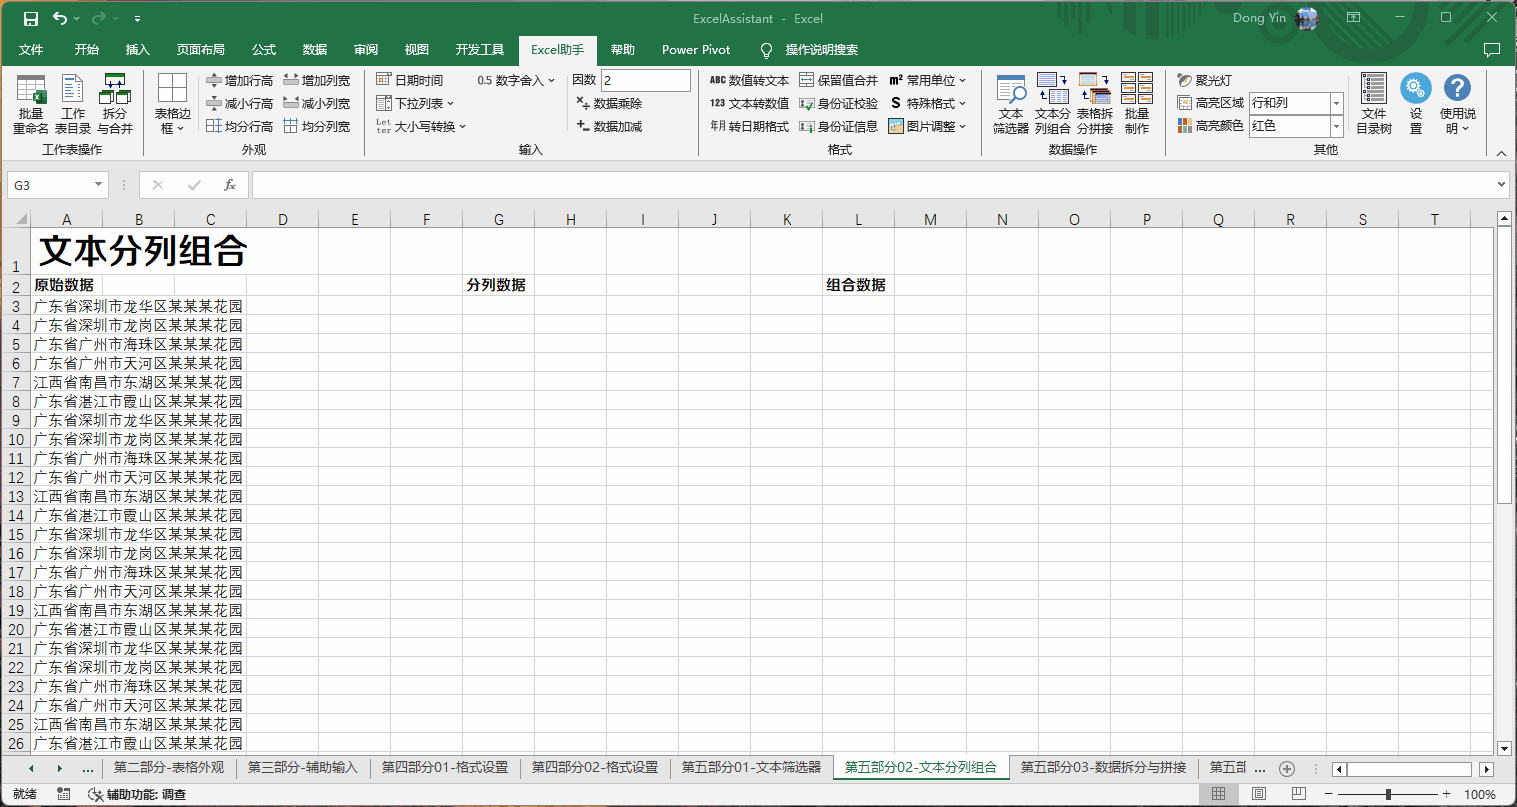 ExcelAssistant - Excel
Dong Yin
文件 开始 插入 页面布局 公式 数据 审阅 视图 开发工具 Excel助手 帮助 Power Pivot 操作说明搜索
批量重命名 工作表目录 拆分与合并
工作表操作
表格边框
增加行高 增加列宽
减小行高 减小列宽
均分行高 均分列宽
外观
日期时间 0.5 数字舍入 因数 2
下拉列表 数据乘除
Let ter 大小写转换 数据加减
输入
ABC 数值转文本 保留值合并 m² 常用单位
123 文本转数值 身份证校验 S 特殊格式
年月 转日期格式 身份证信息 图片调整
格式
文本筛选器 文本分列组合 表格拆分拼接 批量制作
数据操作
聚光灯
高亮区域 行和列
高亮颜色 红色
文件目录树 设置 使用说明
其他
G3 fx
A B C D E F G H I J K L M N O P Q R S T
1 文本分列组合
2 原始数据 分列数据 组合数据
3 广东省深圳市龙华区某某某花园
4 广东省深圳市龙岗区某某某花园
5 广东省广州市海珠区某某某花园
6 广东省广州市天河区某某某花园
7 江西省南昌市东湖区某某某花园
8 广东省湛江市霞山区某某某花园
9 广东省深圳市龙华区某某某花园
10 广东省深圳市龙岗区某某某花园
11 广东省广州市海珠区某某某花园
12 广东省广州市天河区某某某花园
13 江西省南昌市东湖区某某某花园
14 广东省湛江市霞山区某某某花园
15 广东省深圳市龙华区某某某花园
16 广东省深圳市龙岗区某某某花园
17 广东省广州市海珠区某某某花园
18 广东省广州市天河区某某某花园
19 江西省南昌市东湖区某某某花园
20 广东省湛江市霞山区某某某花园
21 广东省深圳市龙华区某某某花园
22 广东省深圳市龙岗区某某某花园
23 广东省广州市海珠区某某某花园
24 广东省广州市天河区某某某花园
25 江西省南昌市东湖区某某某花园
26 广东省湛江市霞山区某某某花园
... 第二部分-表格外观 第三部分-辅助输入 第四部分01-格式设置 第四部分02-格式设置 第五部分01-文本筛选器 第五部分02-文本分列组合 第五部分03-数据拆分与拼接 第五部 ...
就绪 辅助功能: 调查 100%